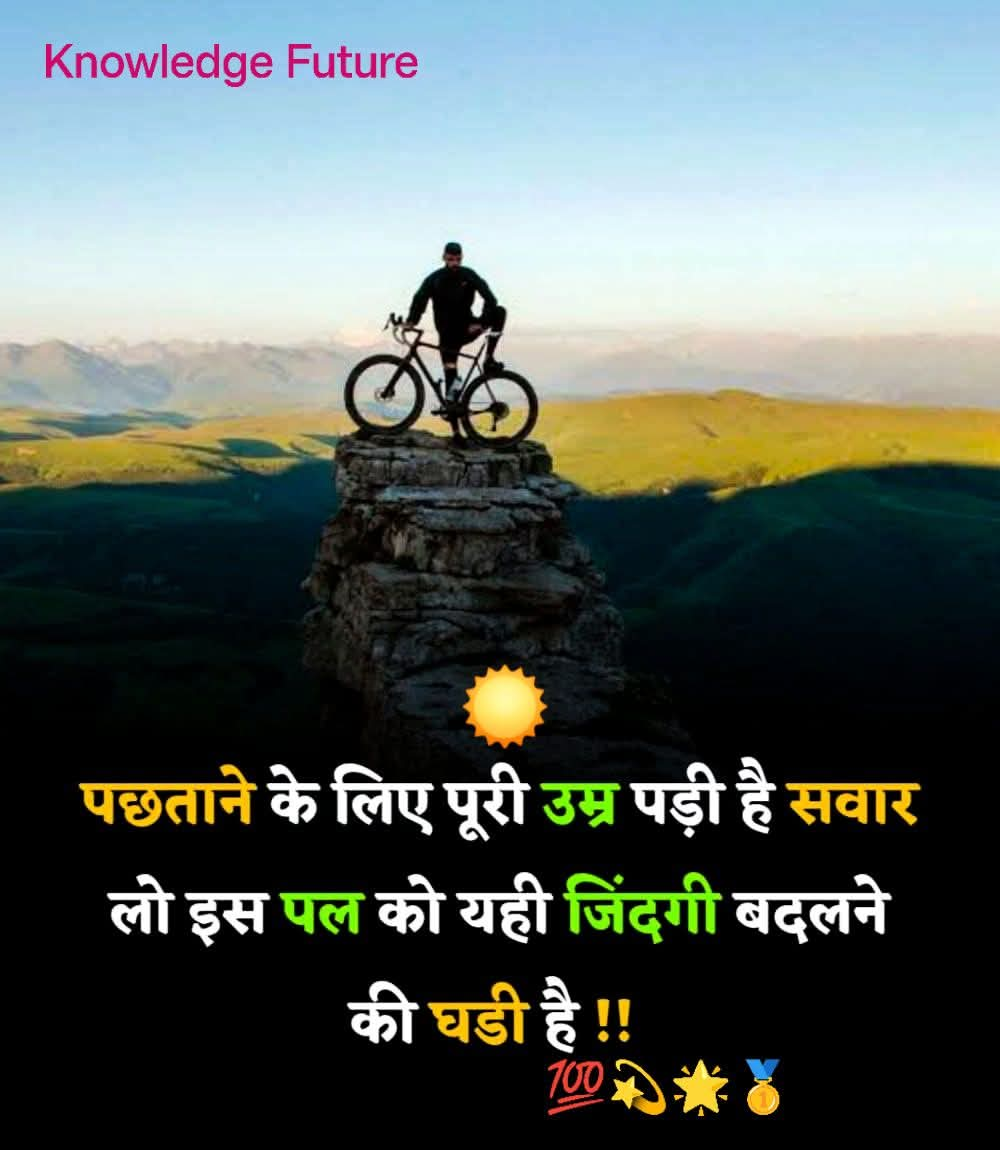 Knowledge Future
पछताने के लिए पूरी उम्र पड़ी है सवार
लो इस पल को यही जिंदगी बदलने
की घडी है !!
💯💫🌟🥇